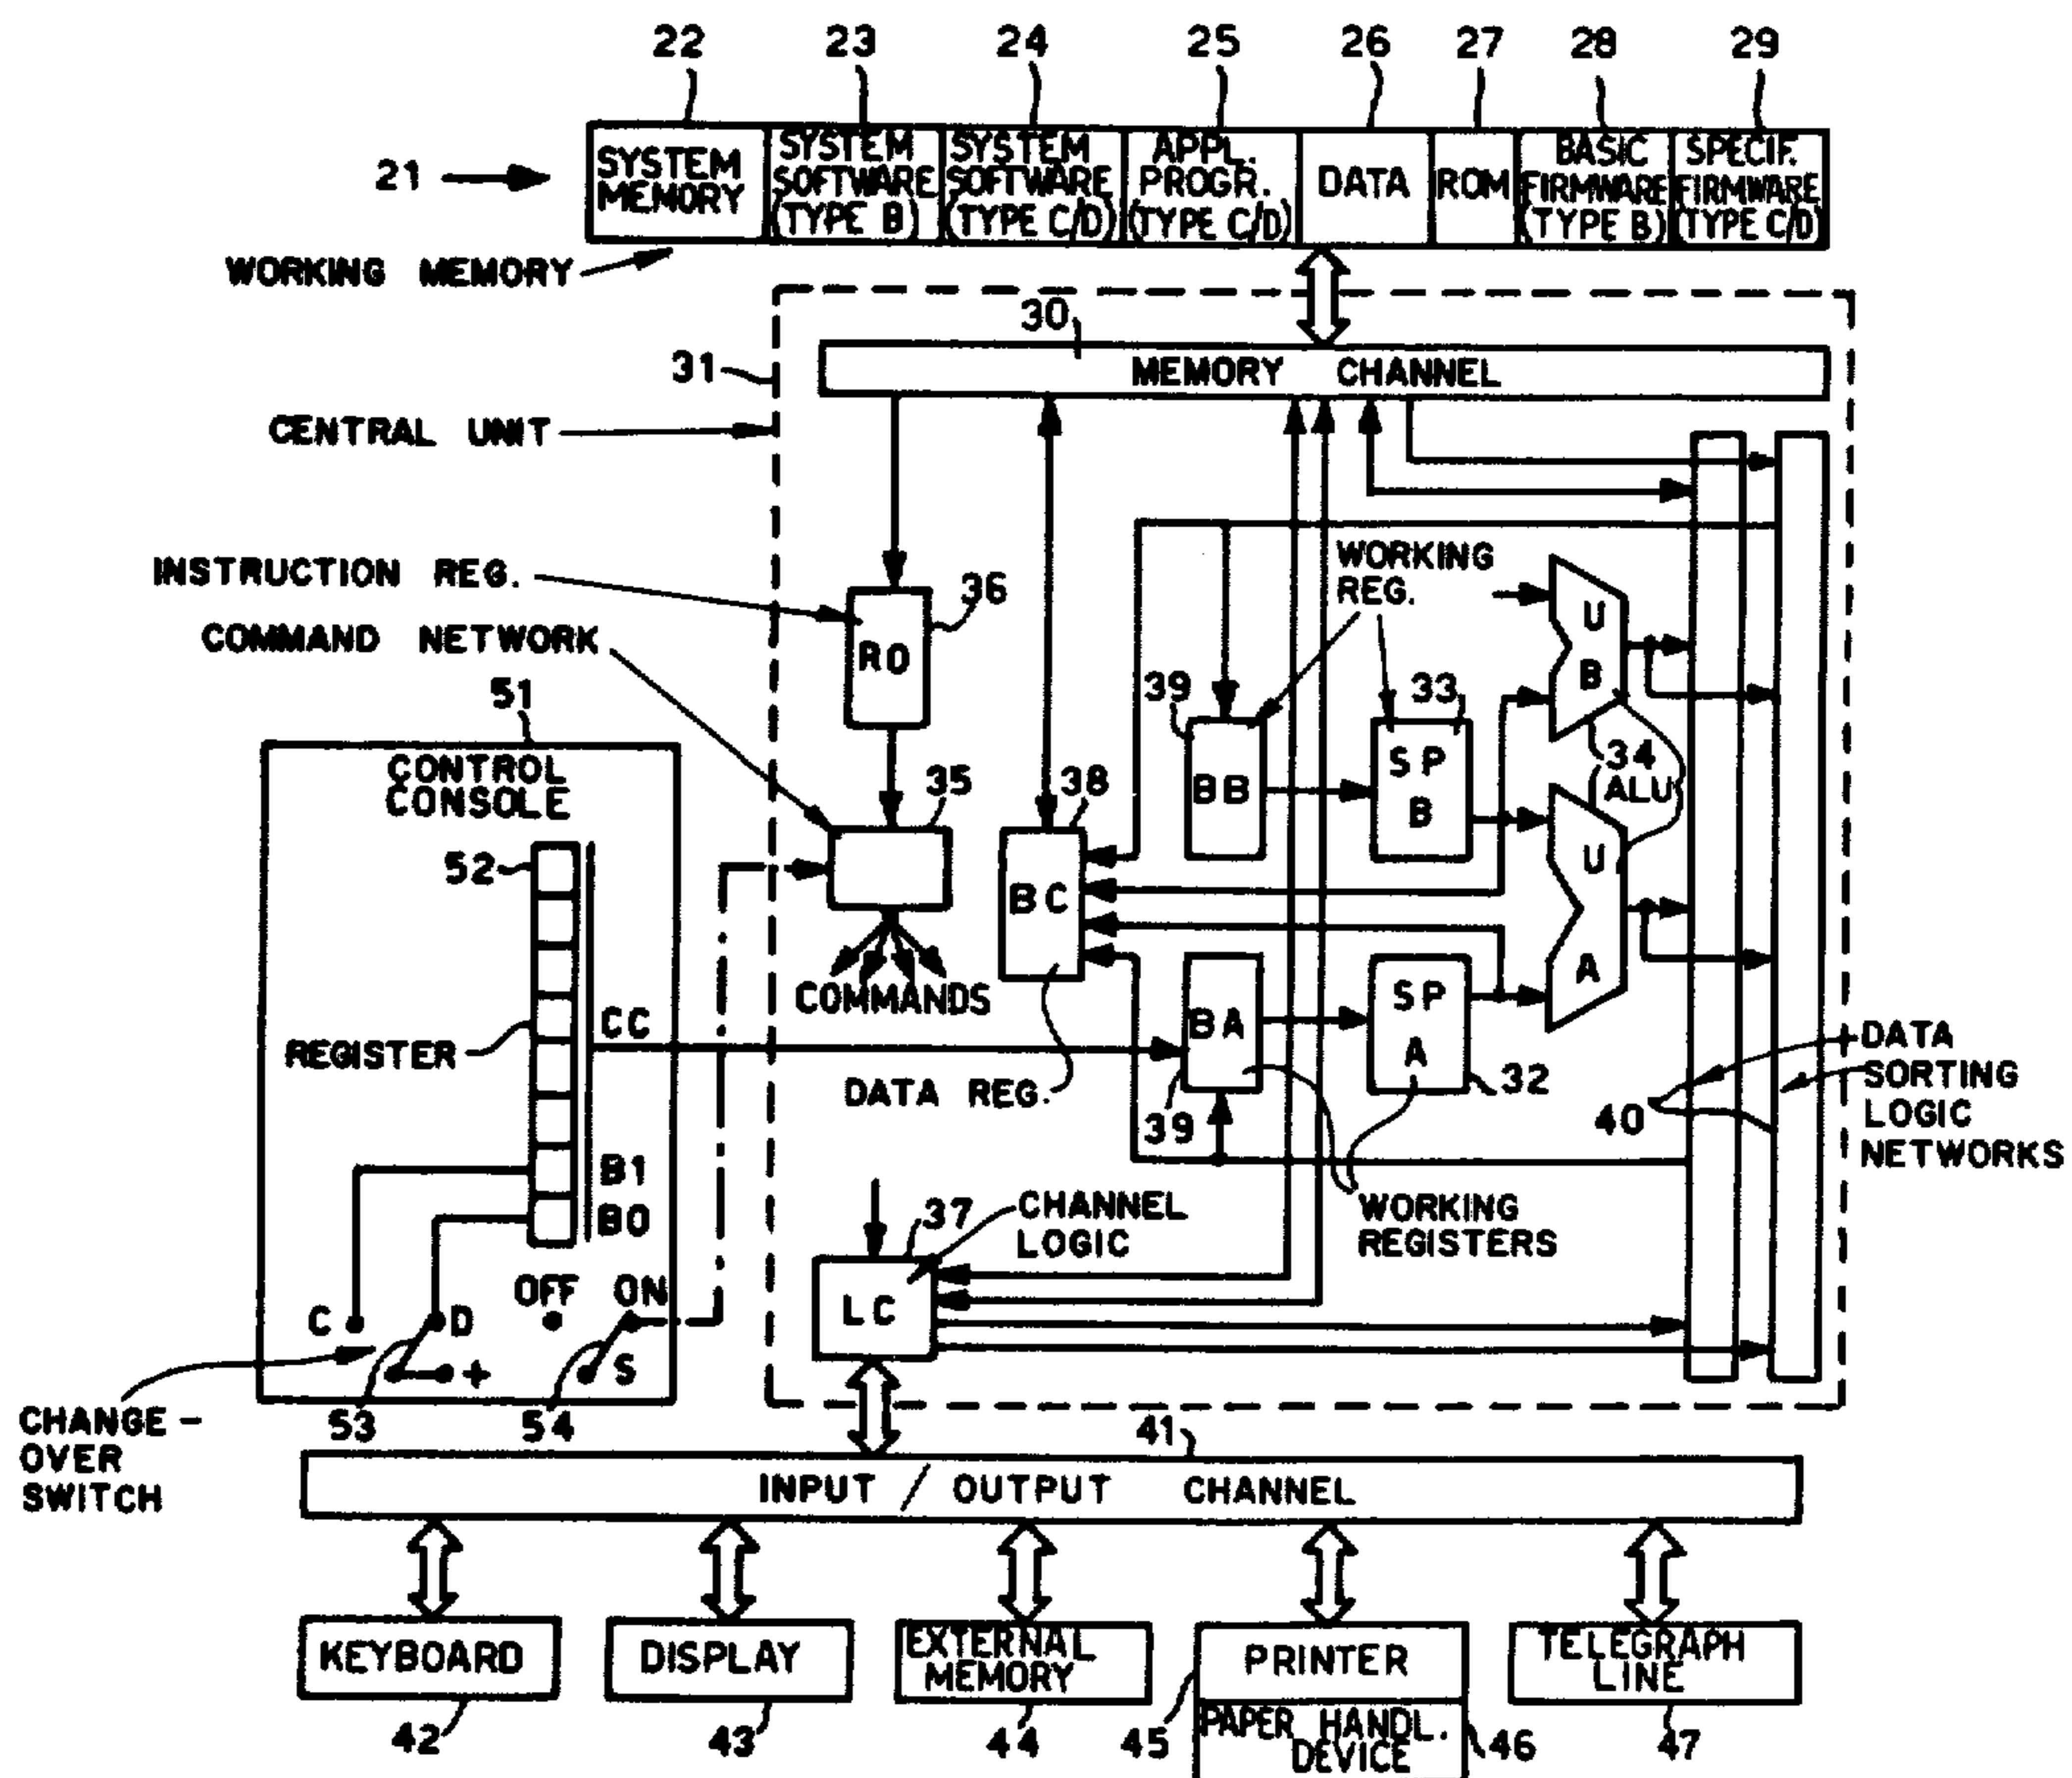 22 23 24 25 26 27 28 29
21
SYSTEM
MEMORY
SYSTEM
SOFTWARE
(TYPE B)
SYSTEM
SOFTWARE
(TYPE C/D)
APPL.
PROGR.
(TYPE C/D)
DATA
ROM
BASIC
FIRMWARE
(TYPE B)
SPECIF.
FIRMWARE
(TYPE C/D)
WORKING MEMORY
30
31
MEMORY CHANNEL
CENTRAL UNIT
INSTRUCTION REG.
36
RO
COMMAND NETWORK
WORKING
REG.
U
B
39
33
BB
SP
B
34
ALU
51
CONTROL
CONSOLE
35
38
52
BC
U
A
COMMANDS
BA
SP
A
CC
REGISTER
DATA REG.
39
32
40
DATA
SORTING
LOGIC
NETWORKS
B1
B0
37
CHANNEL
LOGIC
WORKING
REGISTERS
LC
OFF ON
C D
+ S
53 54
CHANGE-
OVER
SWITCH
41
INPUT / OUTPUT CHANNEL
KEYBOARD
DISPLAY
EXTERNAL
MEMORY
PRINTER
PAPER HANDL.
DEVICE
TELEGRAPH
LINE
42 43 44 45 46 47